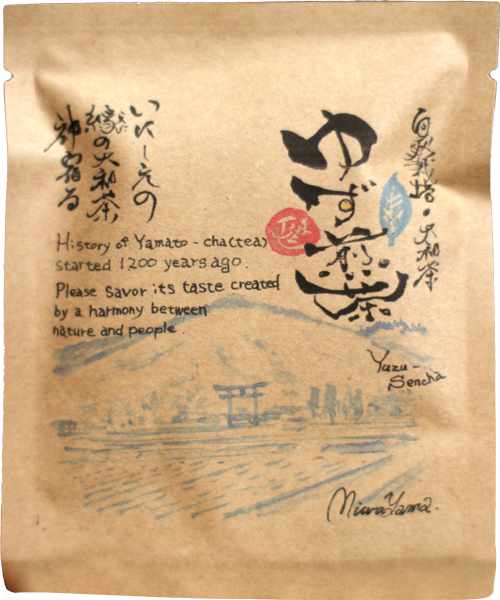 自然栽培・大和茶
ゆず煎茶
いにしえの
縁の大和茶
神宿る
History of Yamato-cha(tea)
started 1200 years ago.
Please savor its taste created
by a harmony between
nature and people.
Yuzu-
Sencha
MiwaYama.